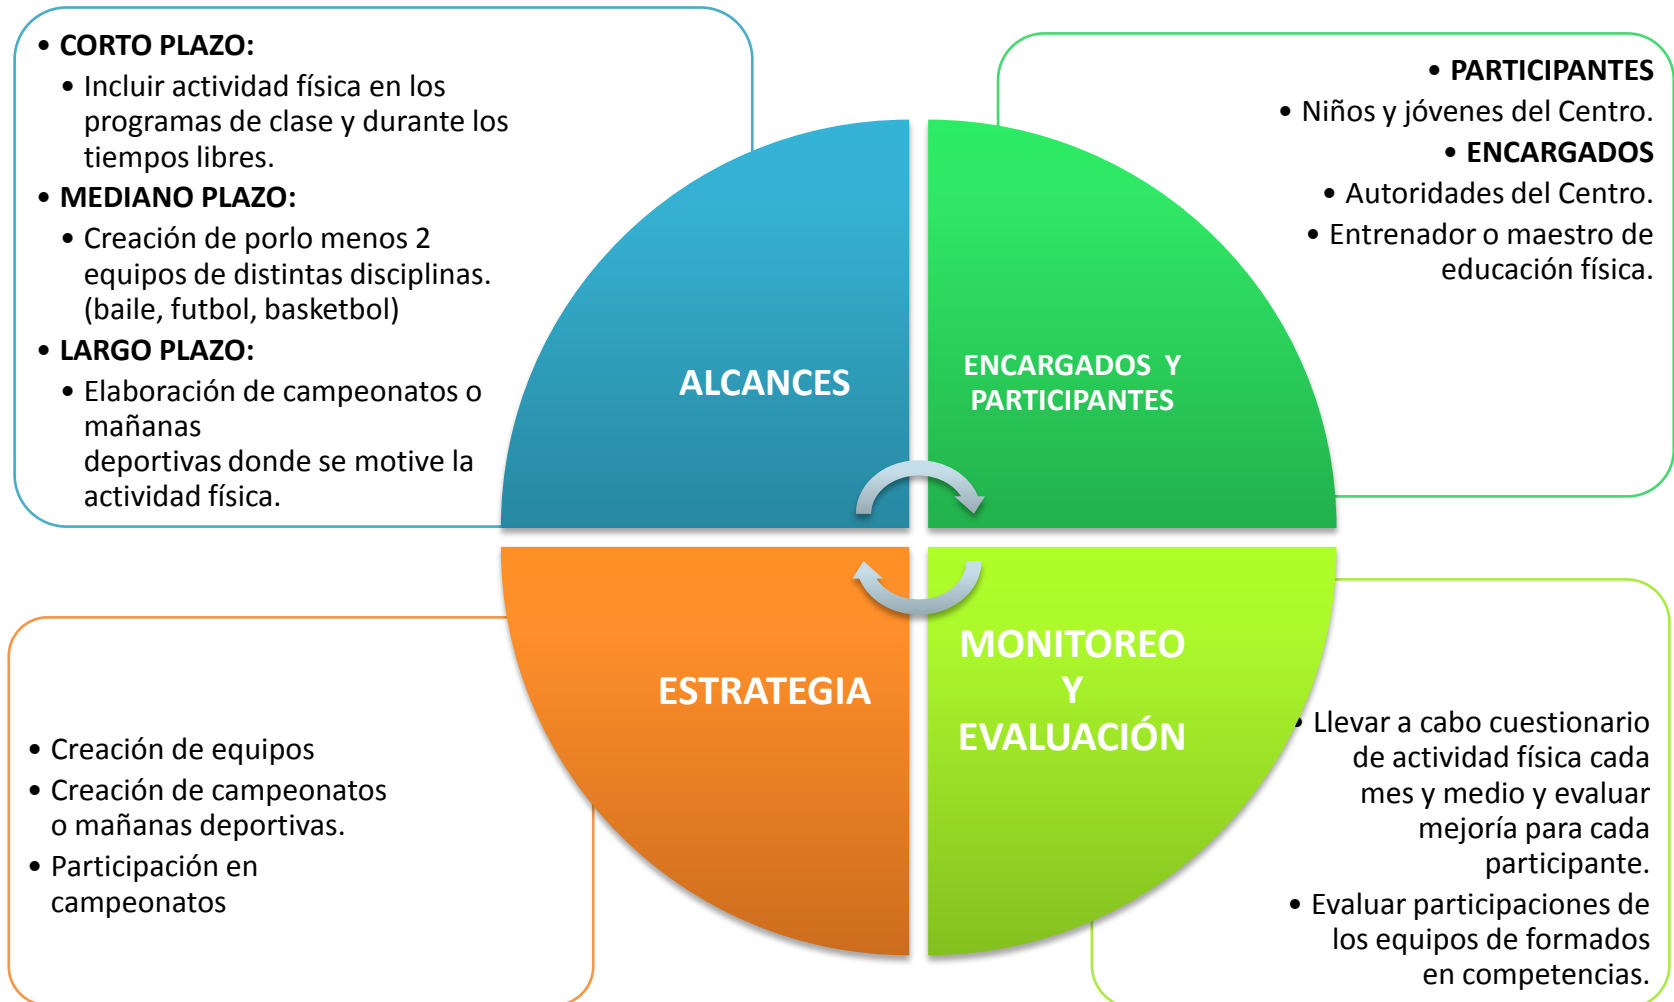 • CORTO PLAZO:
• Incluir actividad física en los
programas de clase y durante los
tiempos libres.
• MEDIANO PLAZO:
• Creación de porlo menos 2
equipos de distintas disciplinas.
(baile, futbol, basketbol)
• LARGO PLAZO:
• Elaboración de campeonatos o
mañanas
deportivas donde se motive la
actividad física.
ALCANCES
• PARTICIPANTES
• Niños y jóvenes del Centro.
• ENCARGADOS
• Autoridades del Centro.
• Entrenador o maestro de
educación física.
ENCARGADOS Y
PARTICIPANTES
ESTRATEGIA
• Creación de equipos
• Creación de campeonatos
o mañanas deportivas.
• Participación en
campeonatos
MONITOREO
Y
EVALUACIÓN
• Llevar a cabo cuestionario
de actividad física cada
mes y medio y evaluar
mejoría para cada
participante.
• Evaluar participaciones de
los equipos de formados
en competencias.